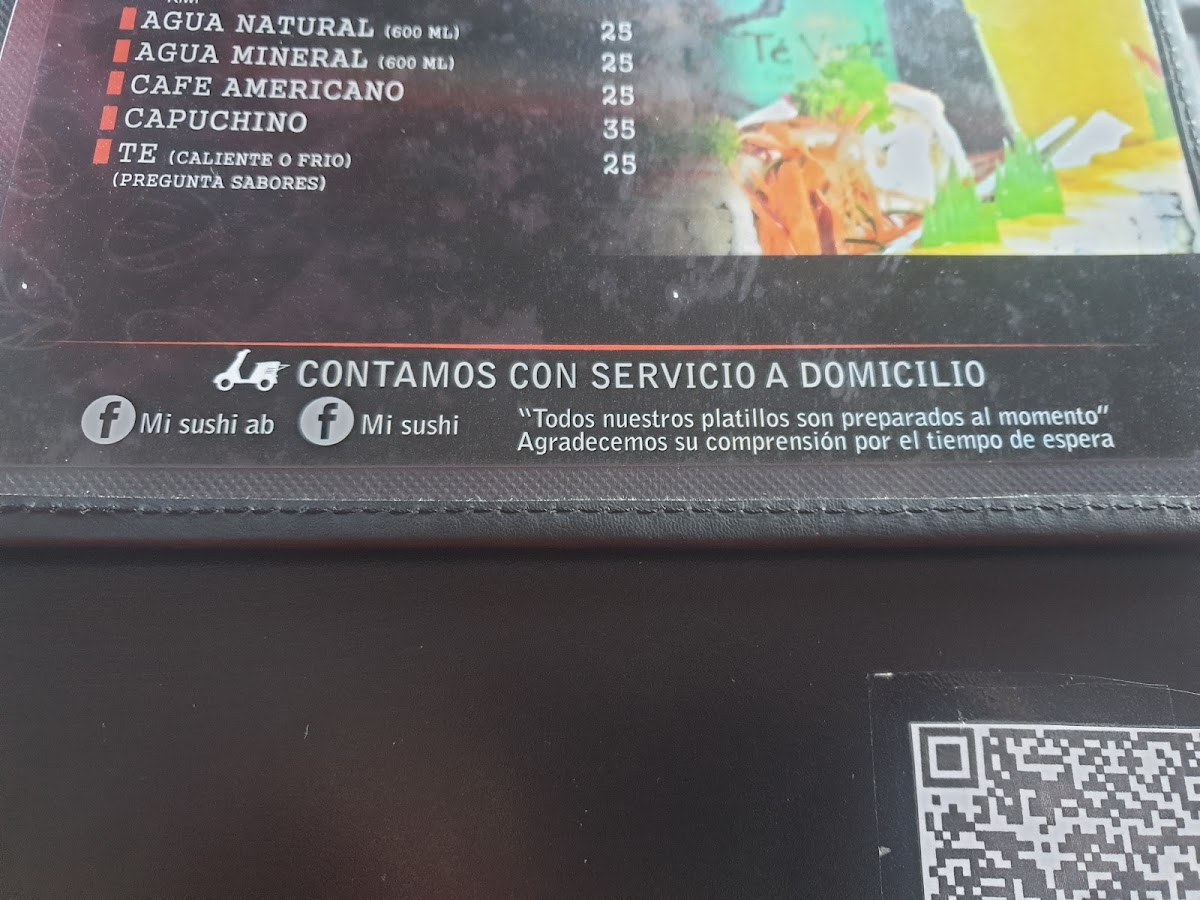 AGUA NATURAL (600 ML) 25
AGUA MINERAL (600 ML) 25
CAFE AMERICANO 25
CAPUCHINO 35
TE (CALIENTE O FRIO) 25
(PREGUNTA SABORES)
Té Verde
CONTAMOS CON SERVICIO A DOMICILIO
f Mi sushi ab f Mi sushi
"Todos nuestros platillos son preparados al momento"
Agradecemos su comprensión por el tiempo de espera